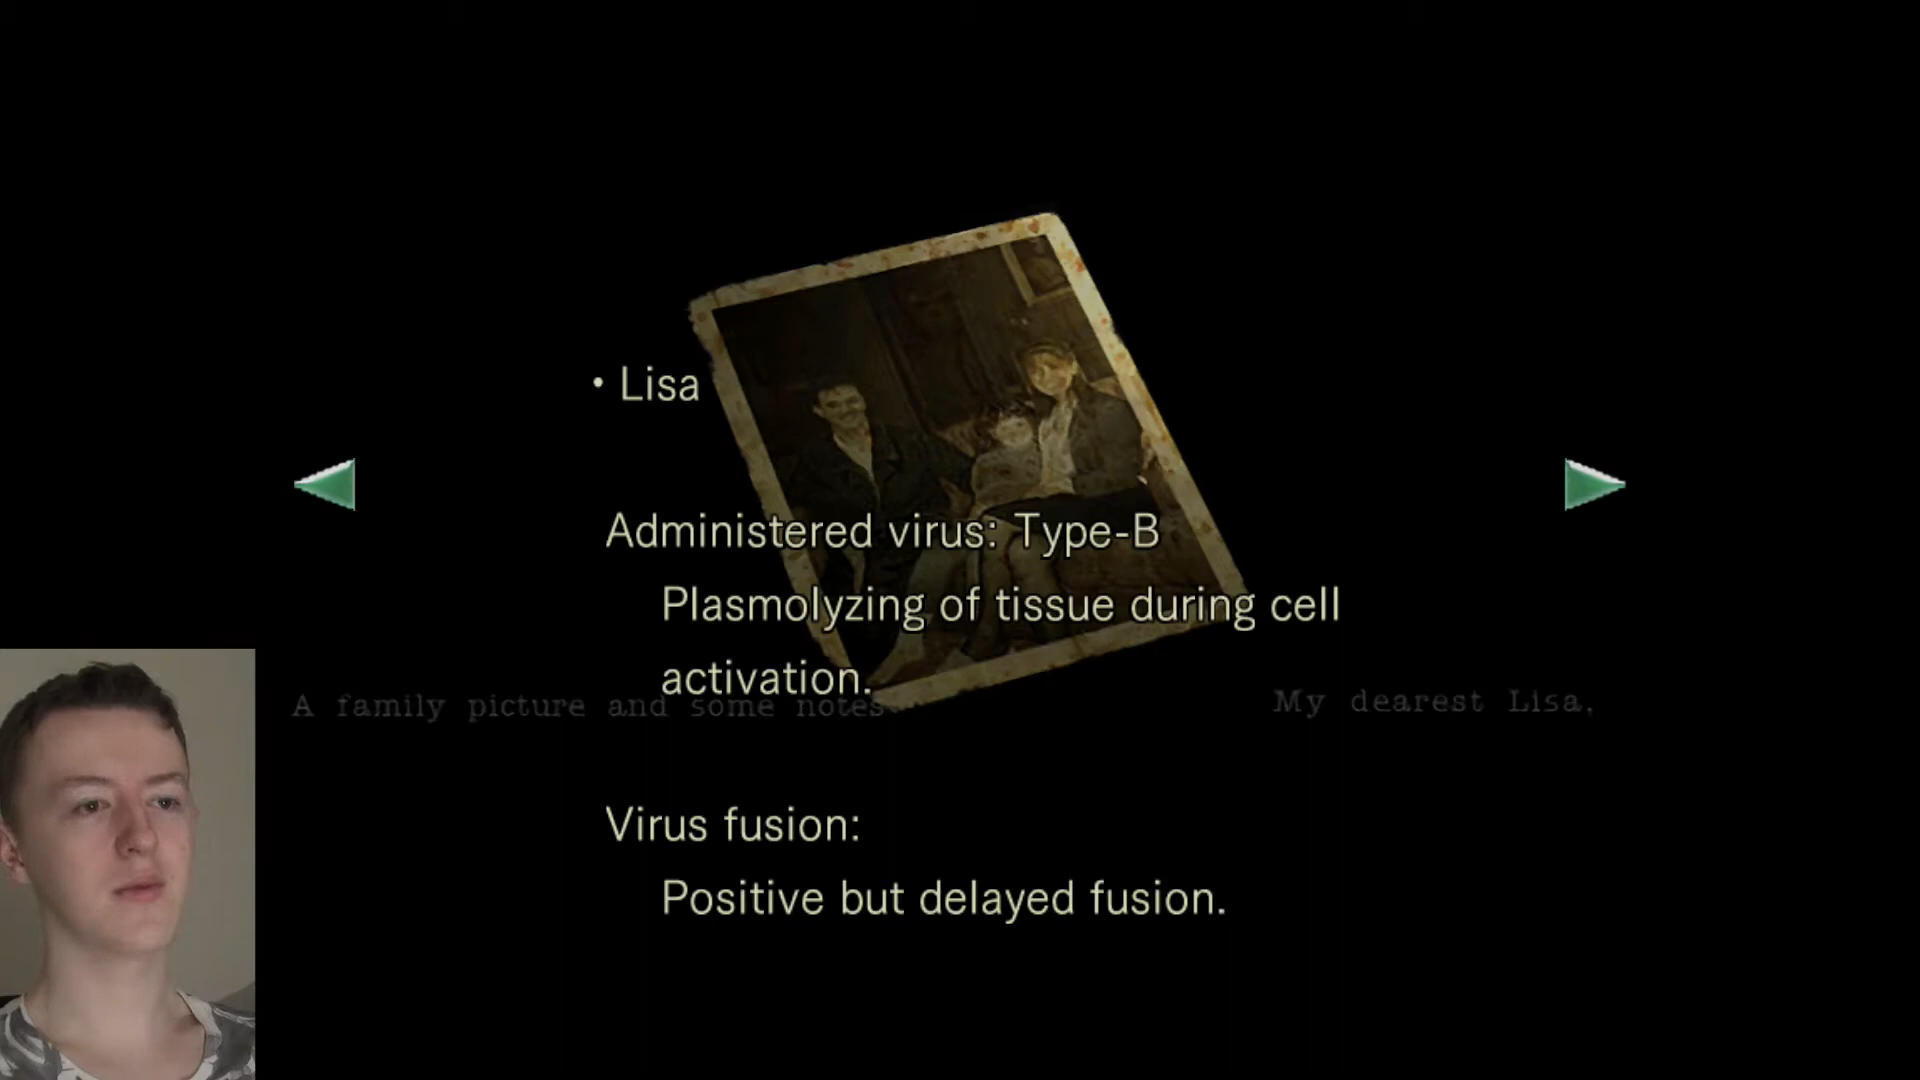 • Lisa
Administered virus: Type-B
Plasmolyzing of tissue during cell
activation.
A family picture and some notes
My dearest Lisa,
Virus fusion:
Positive but delayed fusion.